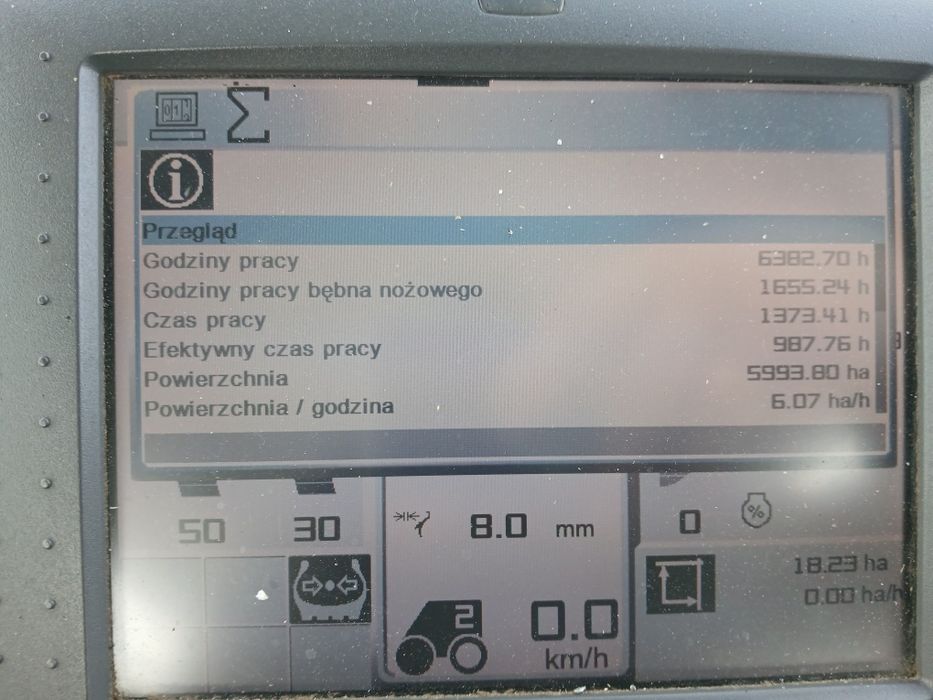 Przegląd
Godziny pracy 6382.70 h
Godziny pracy bębna nożowego 1655.24 h
Czas pracy 1373.41 h
Efektywny czas pracy 987.76 h
Powierzchnia 5993.80 ha
Powierzchnia / godzina 6.07 ha/h
50 30 8.0 mm 0 %
18.23 ha
0.00 ha/h
2 0.0
km/h